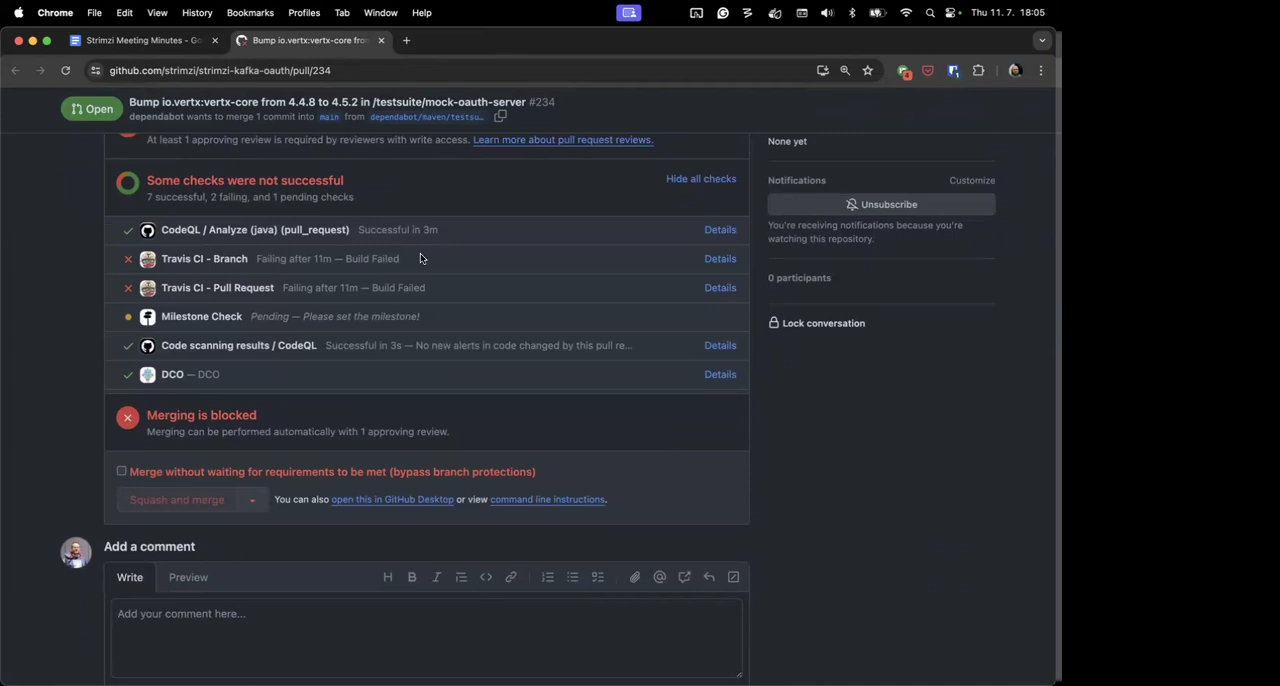 Chrome File Edit View History Bookmarks Profiles Tab Window Help Thu 11. 7. 18:05
Strimzi Meeting Minutes - Go
Bump io.vertx:vertx-core from
github.com/strimzi/strimzi-kafka-oauth/pull/234
Open
Bump io.vertx:vertx-core from 4.4.8 to 4.5.2 in /testsuite/mock-oauth-server #234
dependabot wants to merge 1 commit into main from dependabot/maven/testsu...
At least 1 approving review is required by reviewers with write access. Learn more about pull request reviews.
Some checks were not successful
7 successful, 2 failing, and 1 pending checks
Hide all checks
CodeQL / Analyze (java) (pull_request) Successful in 3m Details
Travis CI - Branch Failing after 11m — Build Failed Details
Travis CI - Pull Request Failing after 11m — Build Failed Details
Milestone Check Pending — Please set the milestone!
Code scanning results / CodeQL Successful in 3s — No new alerts in code changed by this pull re... Details
DCO — DCO Details
Merging is blocked
Merging can be performed automatically with 1 approving review.
Merge without waiting for requirements to be met (bypass branch protections)
Squash and merge
You can also open this in GitHub Desktop or view command line instructions.
Add a comment
Write Preview
Add your comment here...
None yet
Notifications Customize
Unsubscribe
You're receiving notifications because you're
watching this repository.
0 participants
Lock conversation